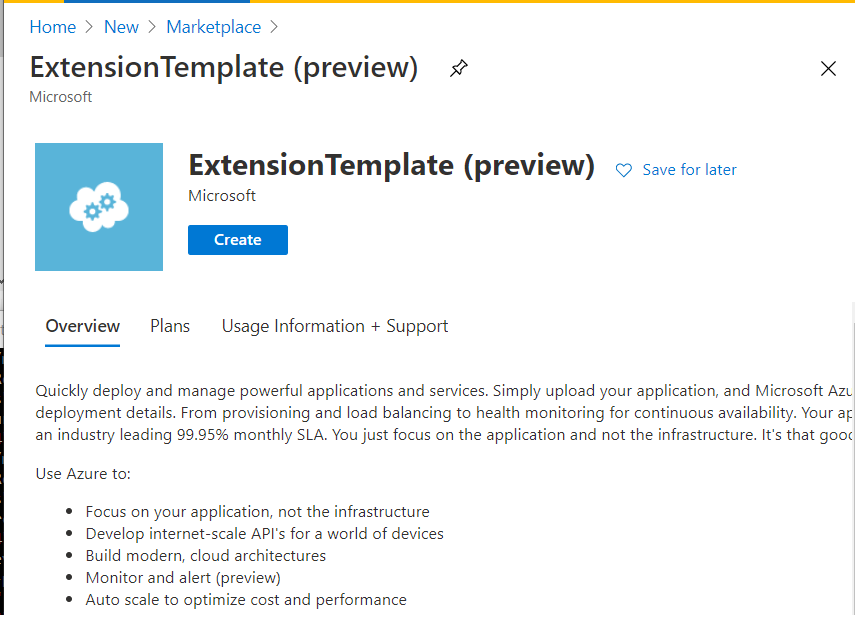 Home > New > Marketplace >
ExtensionTemplate (preview)
Microsoft
ExtensionTemplate (preview)
Save for later
Microsoft
Create
Overview Plans Usage Information + Support
Quickly deploy and manage powerful applications and services. Simply upload your application, and Microsoft Azu
deployment details. From provisioning and load balancing to health monitoring for continuous availability. Your ap
an industry leading 99.95% monthly SLA. You just focus on the application and not the infrastructure. It's that good
Use Azure to:
• Focus on your application, not the infrastructure
• Develop internet-scale API's for a world of devices
• Build modern, cloud architectures
• Monitor and alert (preview)
• Auto scale to optimize cost and performance